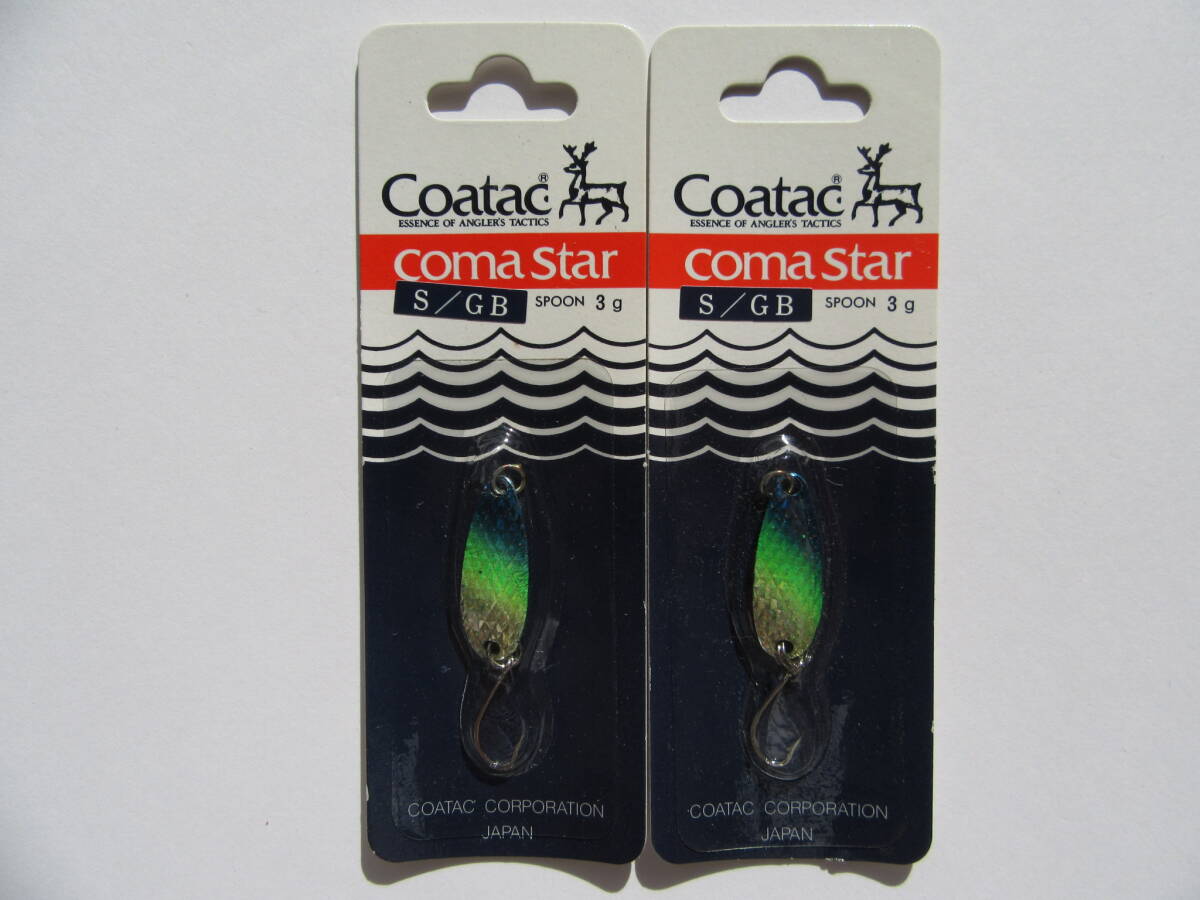 Coatac®
ESSENCE OF ANGLER'S TACTICS
coma star
S/GB SPOON 3g
COATAC CORPORATION
JAPAN
Coatac®
ESSENCE OF ANGLER'S TACTICS
coma star
S/GB SPOON 3g
COATAC CORPORATION
JAPAN